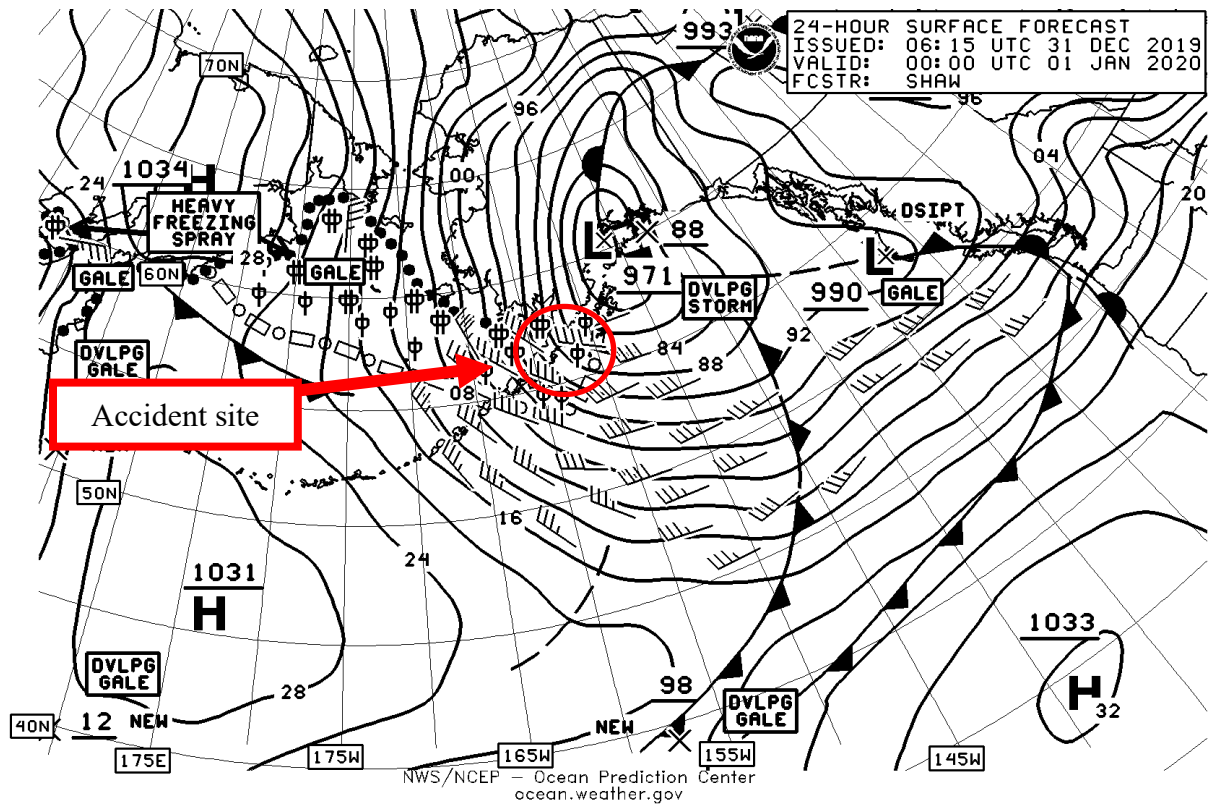 993
24-HOUR SURFACE FORECAST
ISSUED: 06:15 UTC 31 DEC 2019
VALID: 00:00 UTC 01 JAN 2020
FCSTR: SHAW
noaa
70N
96
96
04
1034 H
24
00
20
HEAVY
FREEZING
SPRAY
DSIPT
L
88
L
28
GALE
60N
GALE
971
DVLPG
STORM
990
GALE
92
84
88
DVLPG
GALE
08
Accident site
50N
16
24
1031
H
1033
H
32
DVLPG
GALE
28
98
DVLPG
GALE
40N
12
NEW
NEW
175E
175W
165W
155W
145W
NWS/NCEP – Ocean Prediction Center
ocean.weather.gov